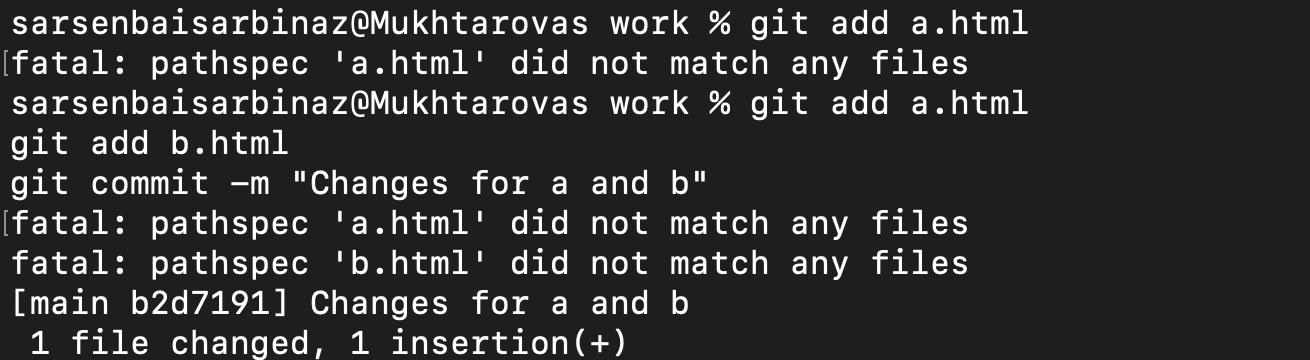 sarsenbaisarbinaz@Mukhtarovas work % git add a.html
[fatal: pathspec 'a.html' did not match any files
sarsenbaisarbinaz@Mukhtarovas work % git add a.html
git add b.html
git commit -m "Changes for a and b"
[fatal: pathspec 'a.html' did not match any files
fatal: pathspec 'b.html' did not match any files
[main b2d7191] Changes for a and b
 1 file changed, 1 insertion(+)